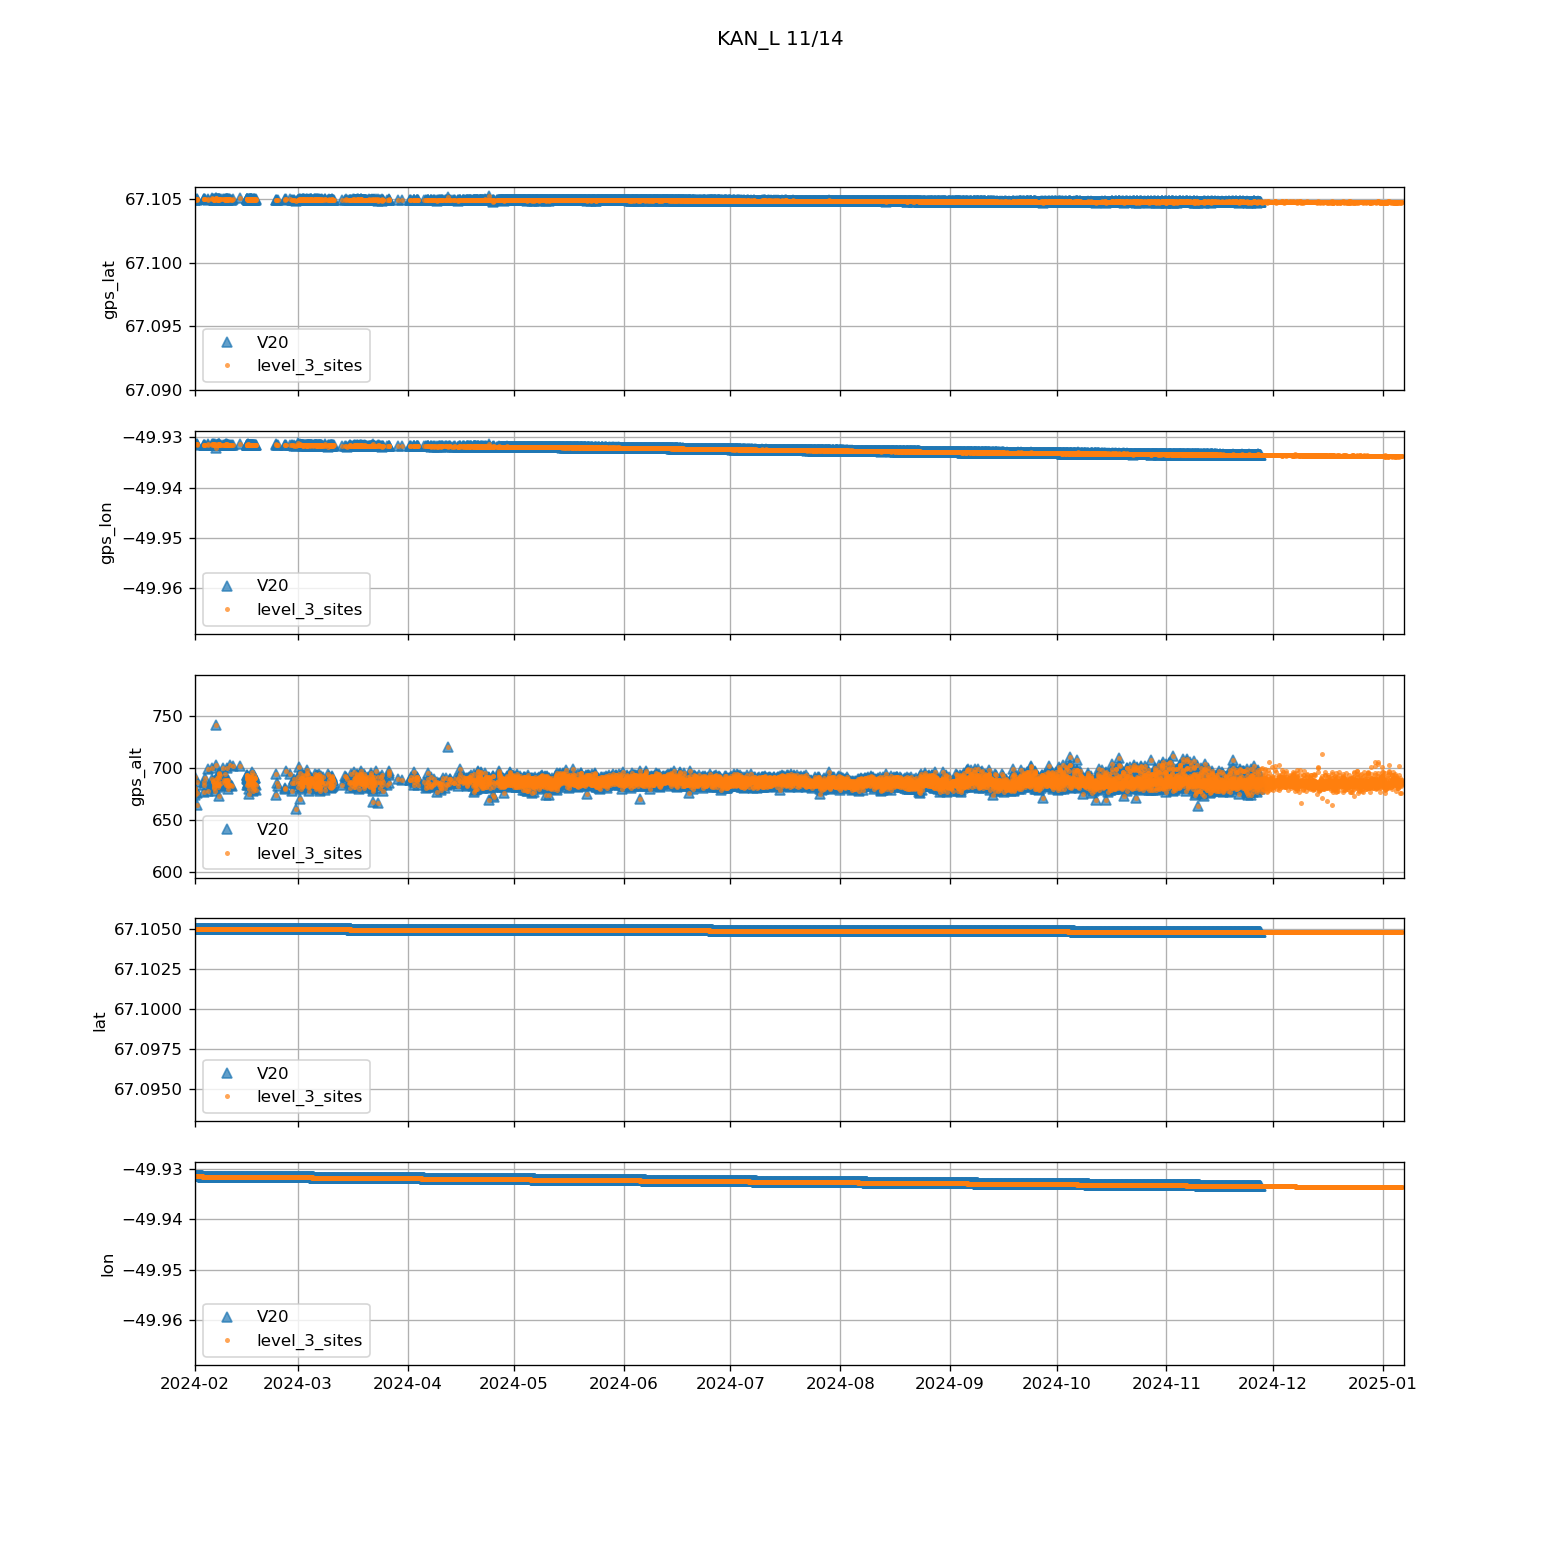 KAN_L 11/14
67.105
67.100
67.095
67.090
gps_lat
V20
level_3_sites
−49.93
−49.94
−49.95
−49.96
gps_lon
V20
level_3_sites
750
700
650
600
gps_alt
V20
level_3_sites
67.1050
67.1025
67.1000
67.0975
67.0950
lat
V20
level_3_sites
−49.93
−49.94
−49.95
−49.96
lon
V20
level_3_sites
2024-02 2024-03 2024-04 2024-05 2024-06 2024-07 2024-08 2024-09 2024-10 2024-11 2024-12 2025-01